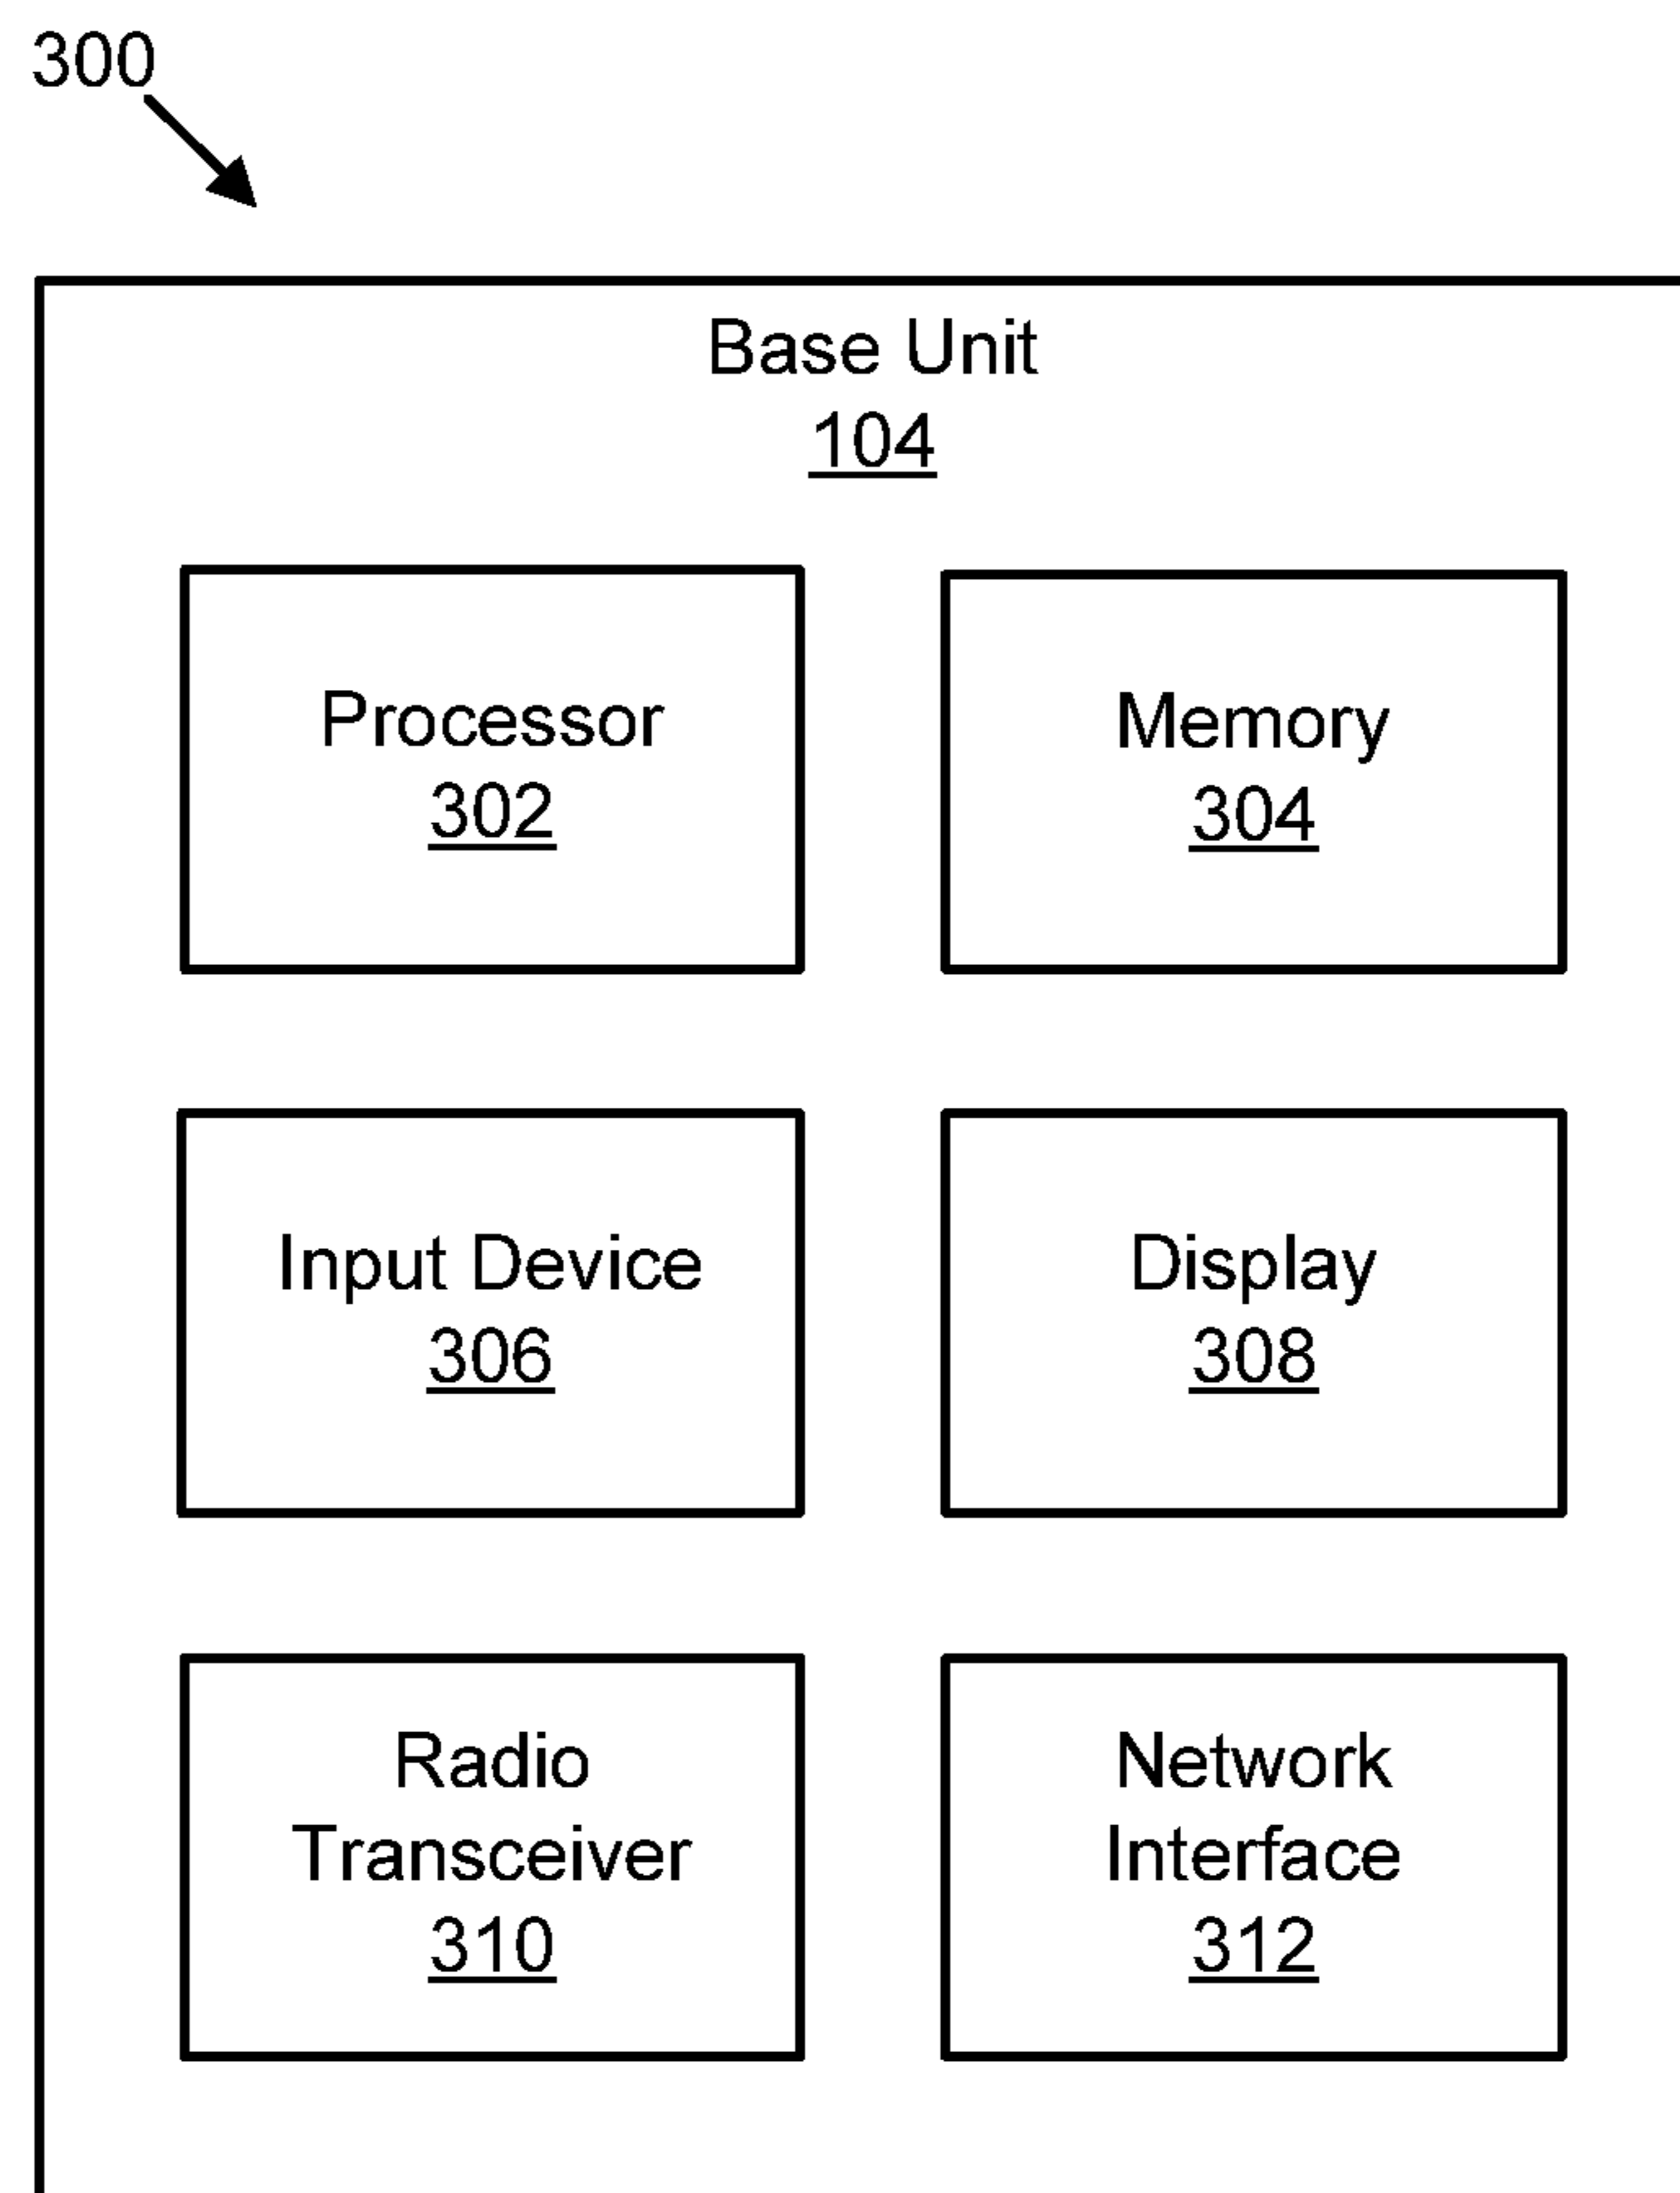 300
Base Unit
104
Processor
302
Memory
304
Input Device
306
Display
308
Radio
Transceiver
310
Network
Interface
312